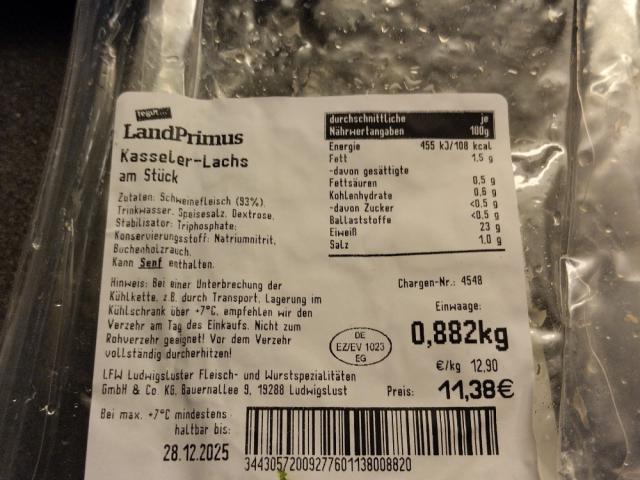 tegut...
LandPrimus
Kasseler-Lachs
am Stück
Zutaten: Schweinefleisch (93%),
Trinkwasser, Speisesalz, Dextrose,
Stabilisator: Triphosphate;
Konservierungsstoff: Natriumnitrit,
Buchenholzrauch.
Kann Senf enthalten.
Hinweis: Bei einer Unterbrechung der
Kühlkette, z.B. durch Transport, Lagerung im
Kühlschrank über +7°C, empfehlen wir den
Verzehr am Tag des Einkaufs. Nicht zum
Rohverzehr geeignet! Vor dem Verzehr
vollständig durcherhitzen!
LFW Ludwigsluster Fleisch- und Wurstspezialitäten
GmbH & Co. KG, Bauernallee 9, 19288 Ludwigslust
Bei max. +7°C mindestens
haltbar bis:
28.12.2025
durchschnittliche je
Nährwertangaben 100g
Energie 455 kJ/108 kcal
Fett 1,5 g
-davon gesättigte
Fettsäuren 0,5 g
Kohlenhydrate 0,6 g
-davon Zucker <0,5 g
Ballaststoffe <0,5 g
Eiweiß 23 g
Salz 1,0 g
Chargen-Nr.: 4548
Einwaage:
0,882kg
DE
EZ/EV 1023
EG
€/kg 12,90
Preis: 11,38€
34430572009277601138008820